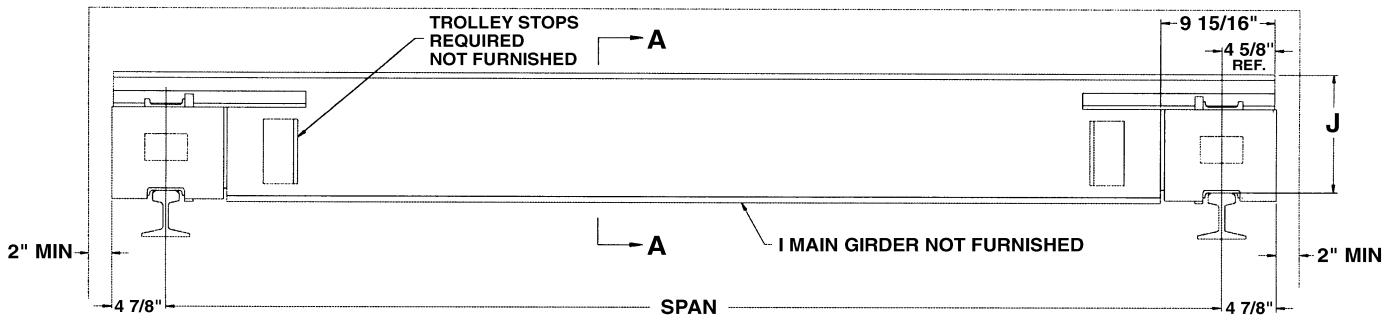 TROLLEY STOPS
REQUIRED
NOT FURNISHED
A
9 15/16"
4 5/8"
REF.
J
A
I MAIN GIRDER NOT FURNISHED
2" MIN
2" MIN
4 7/8"
SPAN
4 7/8"